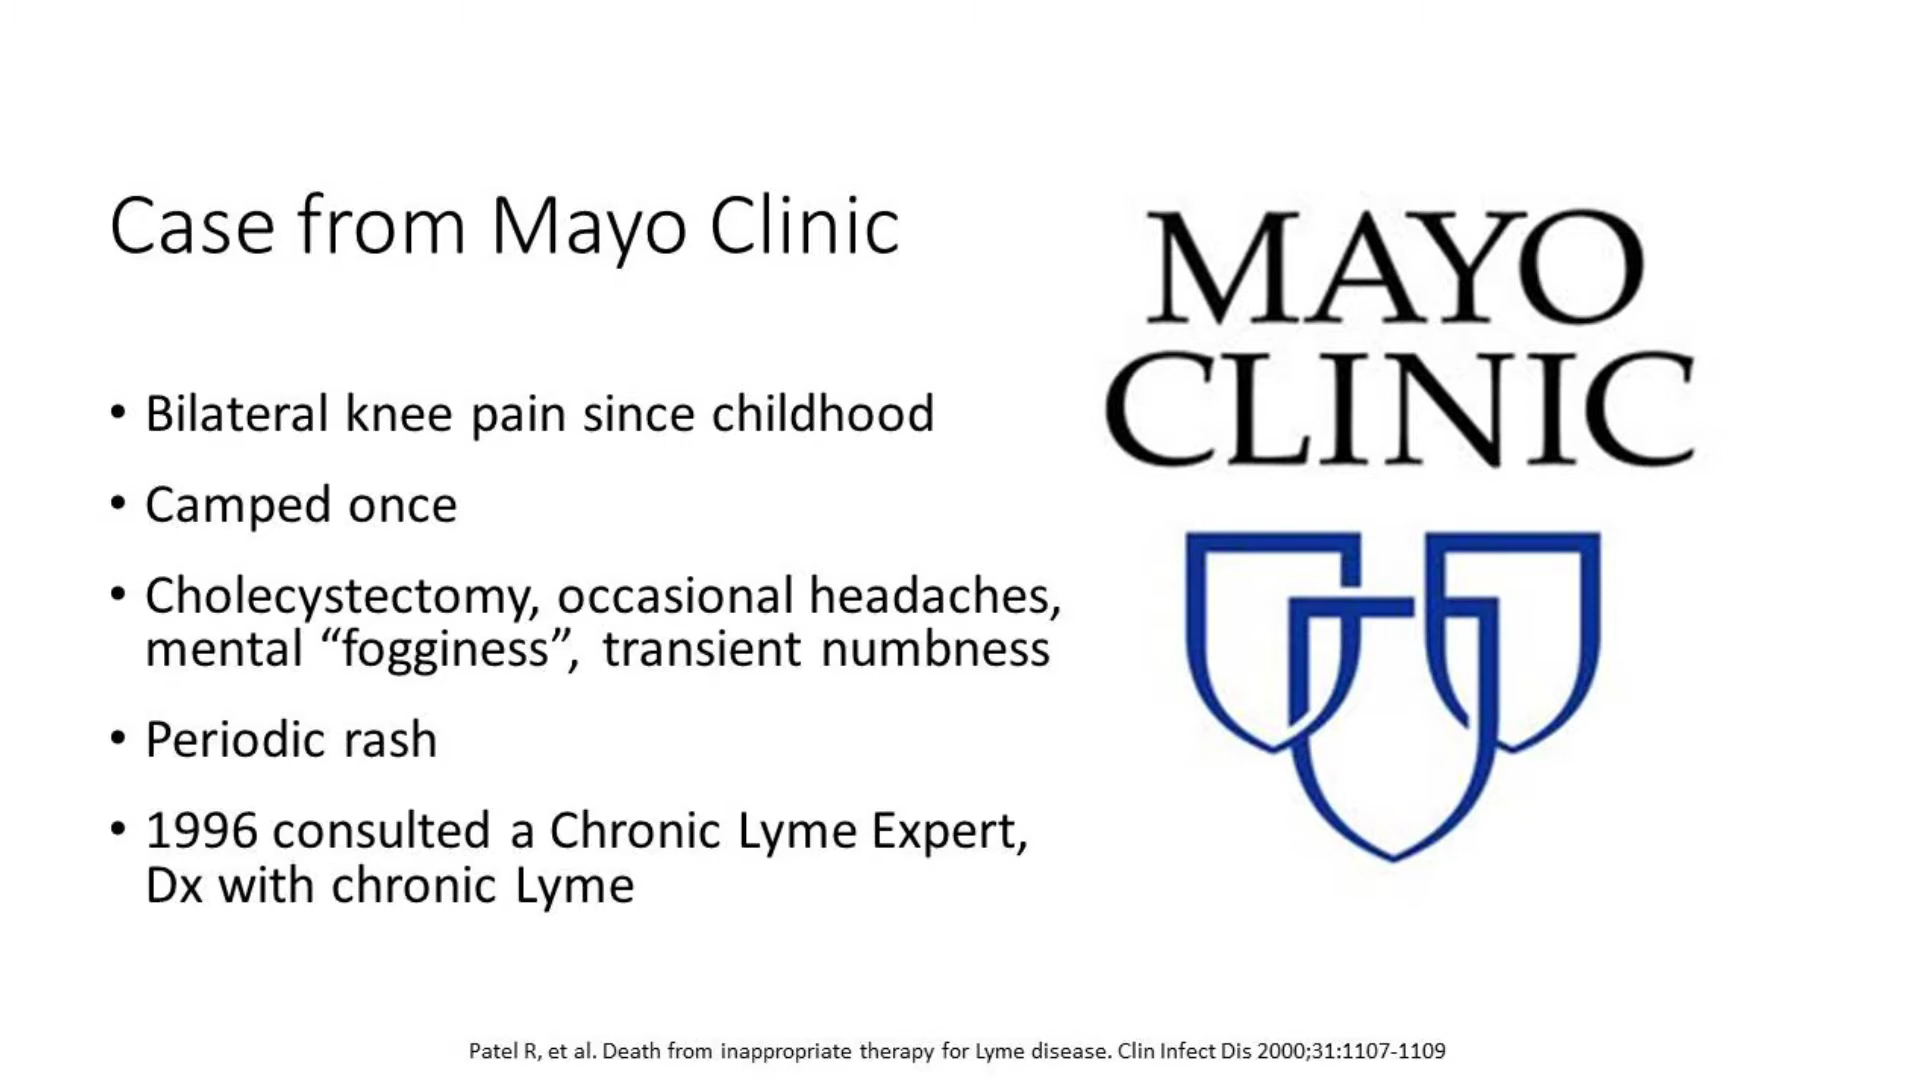 Case from Mayo Clinic
• Bilateral knee pain since childhood
• Camped once
• Cholecystectomy, occasional headaches,
mental “fogginess”, transient numbness
• Periodic rash
• 1996 consulted a Chronic Lyme Expert,
Dx with chronic Lyme
MAYO
CLINIC
Patel R, et al. Death from inappropriate therapy for Lyme disease. Clin Infect Dis 2000;31:1107-1109